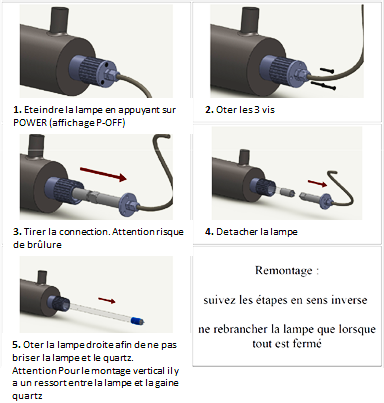 1. Eteindre la lampe en appuyant sur
POWER (affichage P-OFF)
2. Oter les 3 vis
3. Tirer la connection. Attention risque
de brûlure
4. Detacher la lampe
5. Oter la lampe droite afin de ne pas
briser la lampe et le quartz.
Attention Pour le montage vertical il y
a un ressort entre la lampe et la gaine
quartz
Remontage :
suivez les étapes en sens inverse
ne rebrancher la lampe que lorsque
tout est fermé